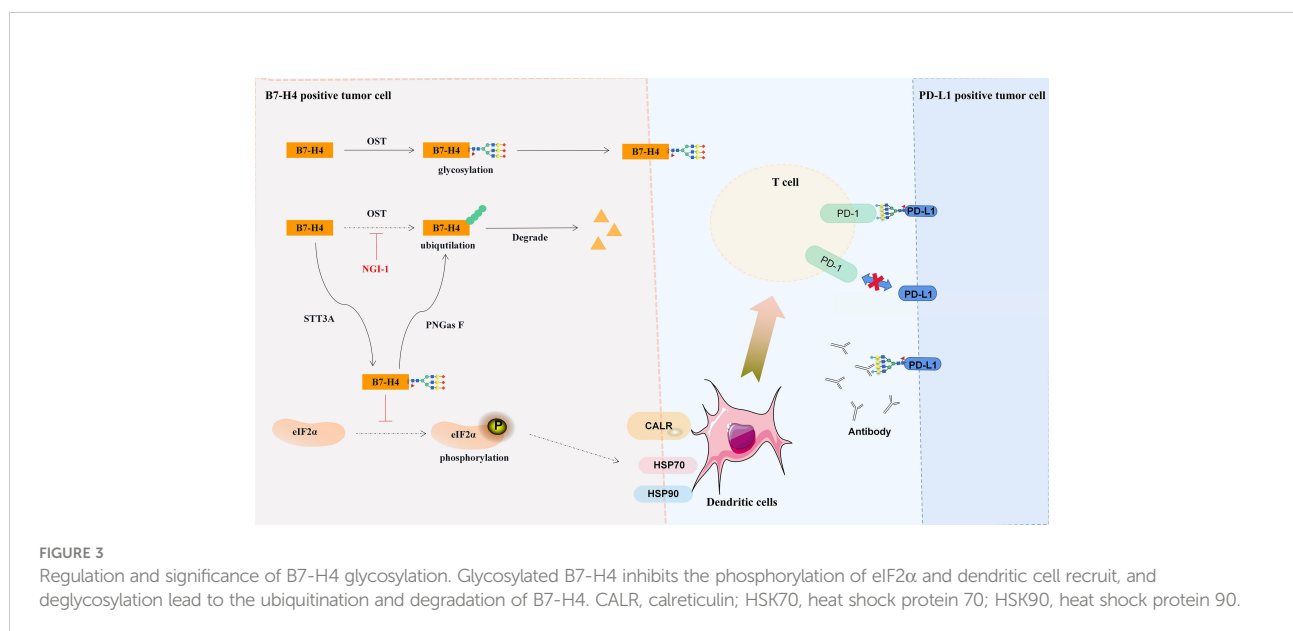 B7-H4 positive tumor cell
PD-L1 positive tumor cell
B7-H4
OST
B7-H4
glycosylation
B7-H4
T cell
PD-1
PD-L1
B7-H4
OST
B7-H4
ubiqutilation
Degrade
NGI-1
PD-1
PD-L1
STT3A
PNGas F
B7-H4
PD-L1
Antibody
eIF2α
eIF2α
P
phosphorylation
CALR
HSP70
HSP90
Dendritic cells
FIGURE 3
Regulation and significance of B7-H4 glycosylation. Glycosylated B7-H4 inhibits the phosphorylation of eIF2α and dendritic cell recruit, and
deglycosylation lead to the ubiquitination and degradation of B7-H4. CALR, calreticulin; HSK70, heat shock protein 70; HSK90, heat shock protein 90.